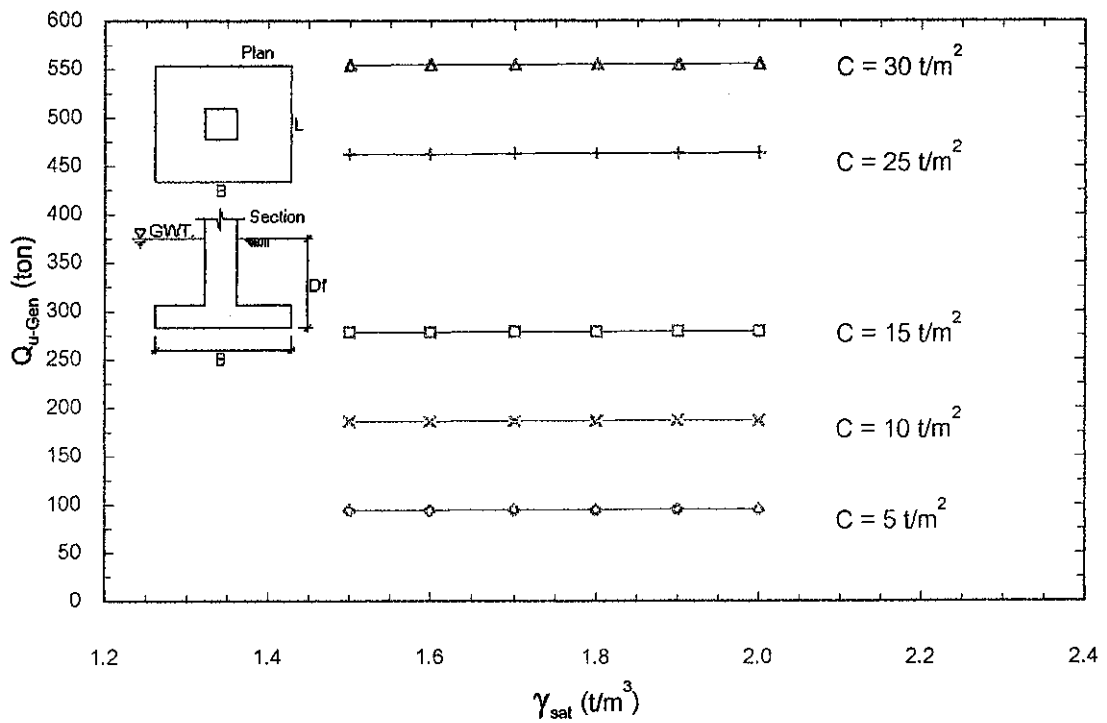 600
550
500
450
400
350
300
250
200
150
100
50
0
Q_u-Gen (ton)
Plan
L
B
Section
GWT.
Df
B
C = 30 t/m²
C = 25 t/m²
C = 15 t/m²
C = 10 t/m²
C = 5 t/m²
1.2 1.4 1.6 1.8 2.0 2.2 2.4
γ_sat (t/m³)